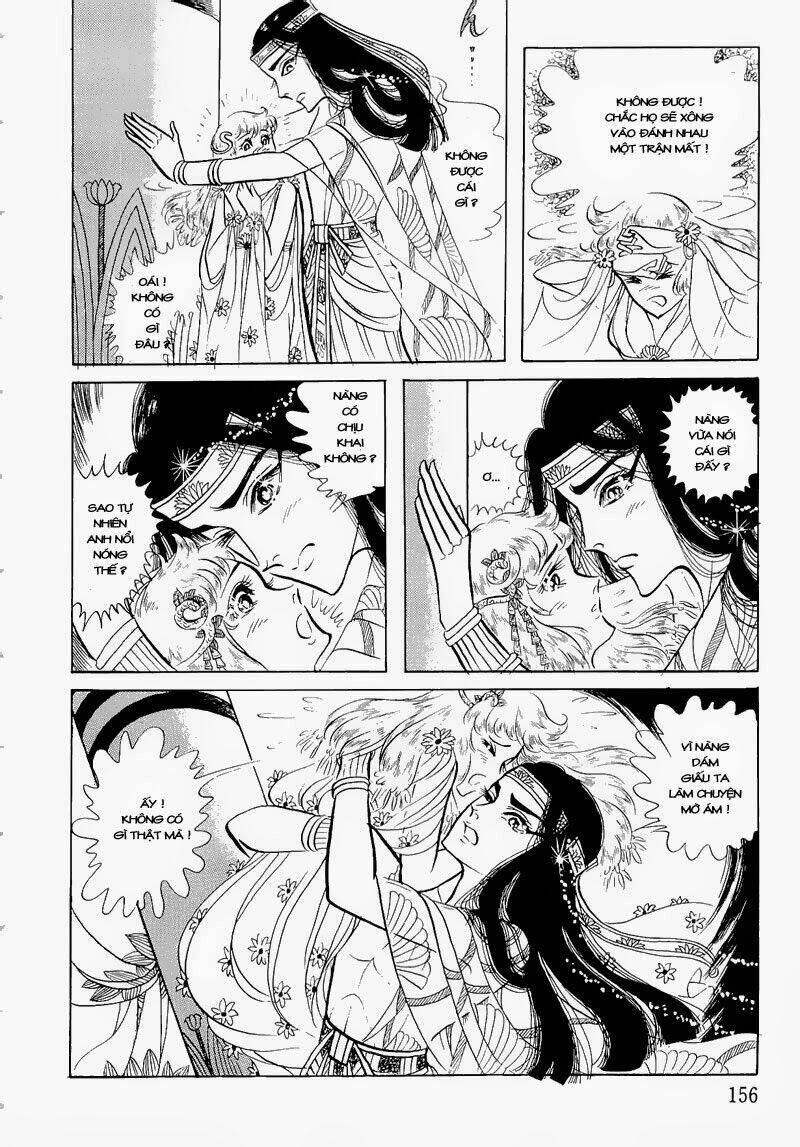 KHÔNG ĐƯỢC !
CHẮC HỌ SẼ XÔNG
VÀO ĐÁNH NHAU
MỘT TRẬN MẤT !
KHÔNG
ĐƯỢC
CÁI
GÌ ?
OÁI !
KHÔNG
CÓ
GÌ
ĐÂU ?
NÀNG
VỪA NÓI
CÁI GÌ
ĐẤY ?
Ơ...
NÀNG
CÓ
CHỊU
KHAI
KHÔNG ?
SAO TỰ
NHIÊN
ANH NỔI
NÓNG
THẾ ?
VÌ NÀNG
DÁM
GIẤU TA
LÀM CHUYỆN
MỜ ÁM !
ẤY !
KHÔNG CÓ
GÌ THẬT MÀ !
156